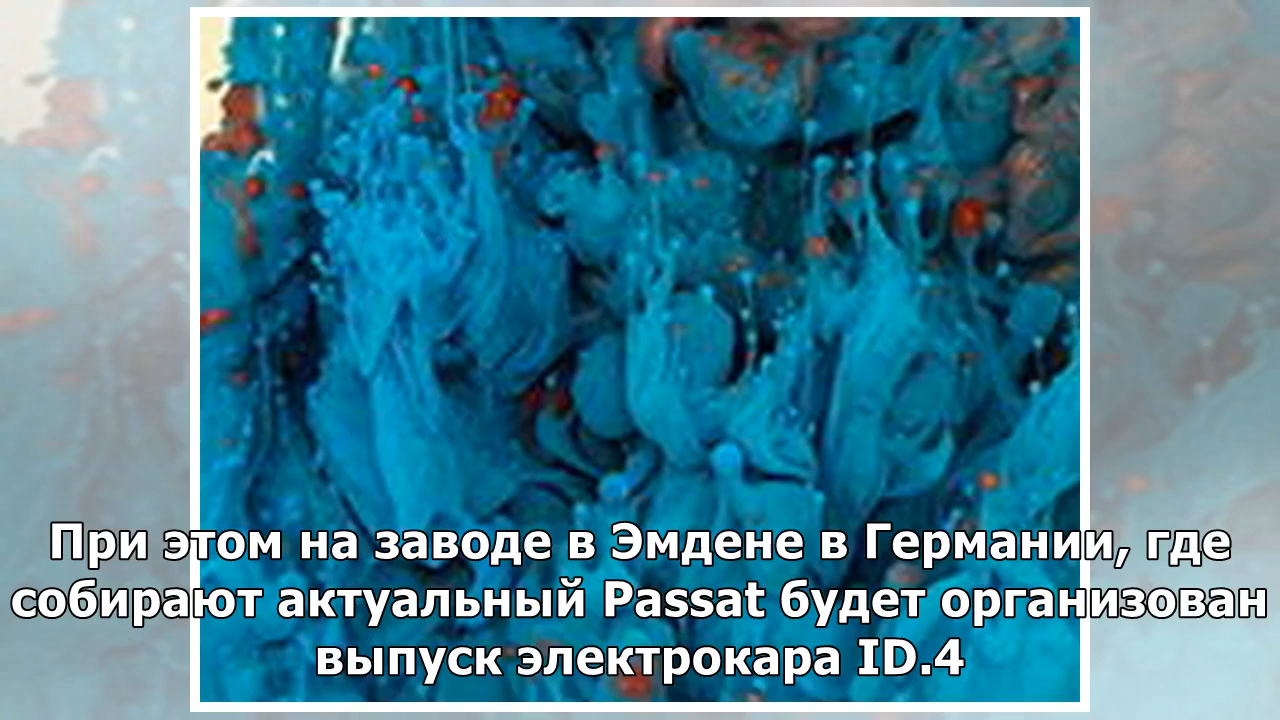 При этом на заводе в Эмдене в Германии, где
собирают актуальный Passat будет организован
выпуск электрокара ID.4